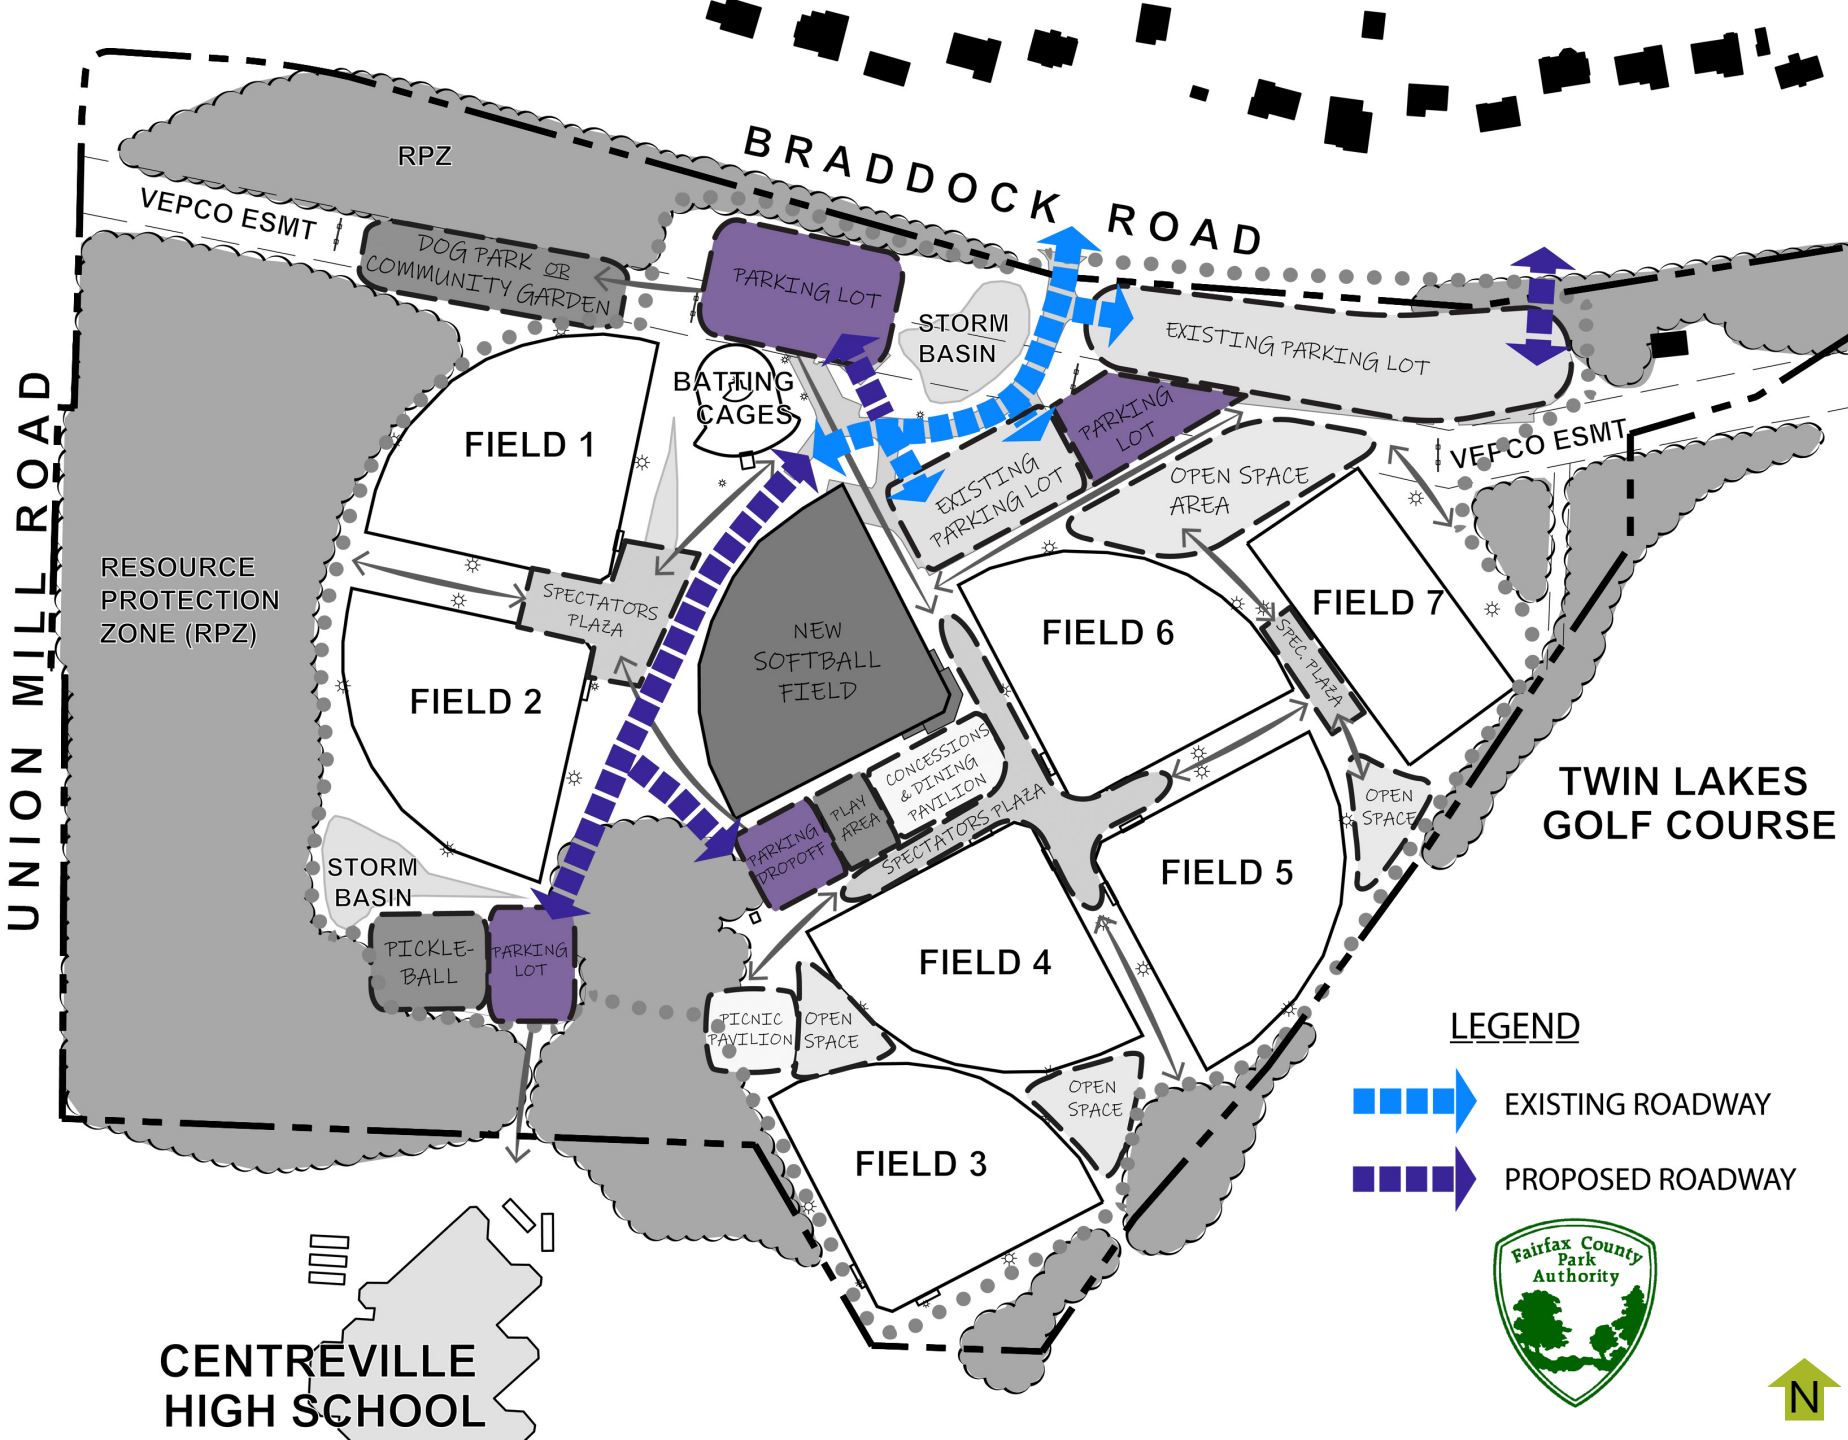 BRADDOCK ROAD
RPZ
VEPCO ESMT
DOG PARK OR
COMMUNITY GARDEN
PARKING LOT
STORM
BASIN
EXISTING PARKING LOT
BATTING
CAGES
PARKING
LOT
FIELD 1
EXISTING
PARKING LOT
OPEN SPACE
AREA
VEPCO ESMT
UNION MILL ROAD
RESOURCE
PROTECTION
ZONE (RPZ)
SPECTATORS
PLAZA
NEW
SOFTBALL
FIELD
FIELD 6
FIELD 7
SPEC. PLAZA
FIELD 2
CONCESSIONS
& DINING
PAVILION
PLAY
AREA
PARKING
DROPOFF
SPECTATORS PLAZA
OPEN
SPACE
TWIN LAKES
GOLF COURSE
STORM
BASIN
FIELD 5
PICKLE-
BALL
PARKING
LOT
FIELD 4
PICNIC
PAVILION
OPEN
SPACE
OPEN
SPACE
FIELD 3
LEGEND
EXISTING ROADWAY
PROPOSED ROADWAY
Fairfax County
Park
Authority
CENTREVILLE
HIGH SCHOOL
N